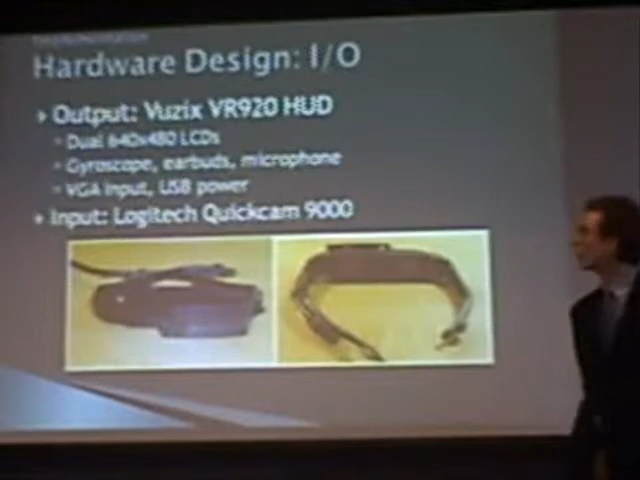 Hardware Design: I/O
Output: Vuzix VR920 HUD
Dual 640x480 LCDs
Gyroscope, earbuds, microphone
VGA input, USB power
Input: Logitech Quickcam 9000